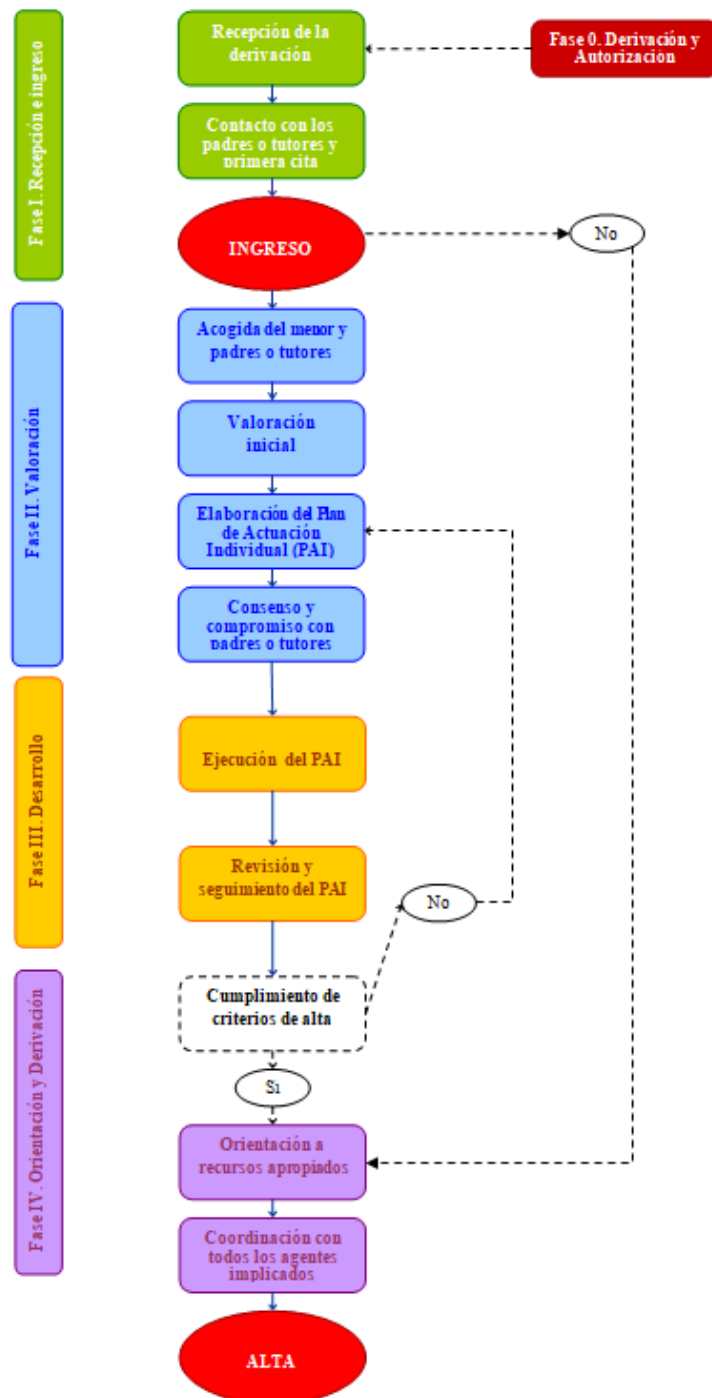 Fase I. Recepción e ingreso
Recepción de la
derivación
Fase 0. Derivación y
Autorización
Contacto con los
padres o tutores y
primera cita
INGRESO
No
Fase II. Valoración
Acogida del menor y
padres o tutores
Valoración
inicial
Elaboración del Plan
de Actuación
Individual (PAI)
Consenso y
compromiso con
padres o tutores
Fase III. Desarrollo
Ejecución del PAI
Revisión y
seguimiento del PAI
No
Fase IV. Orientación y Derivación
Cumplimiento de
criterios de alta
Sı
Orientación a
recursos apropiados
Coordinación con
todos los agentes
implicados
ALTA